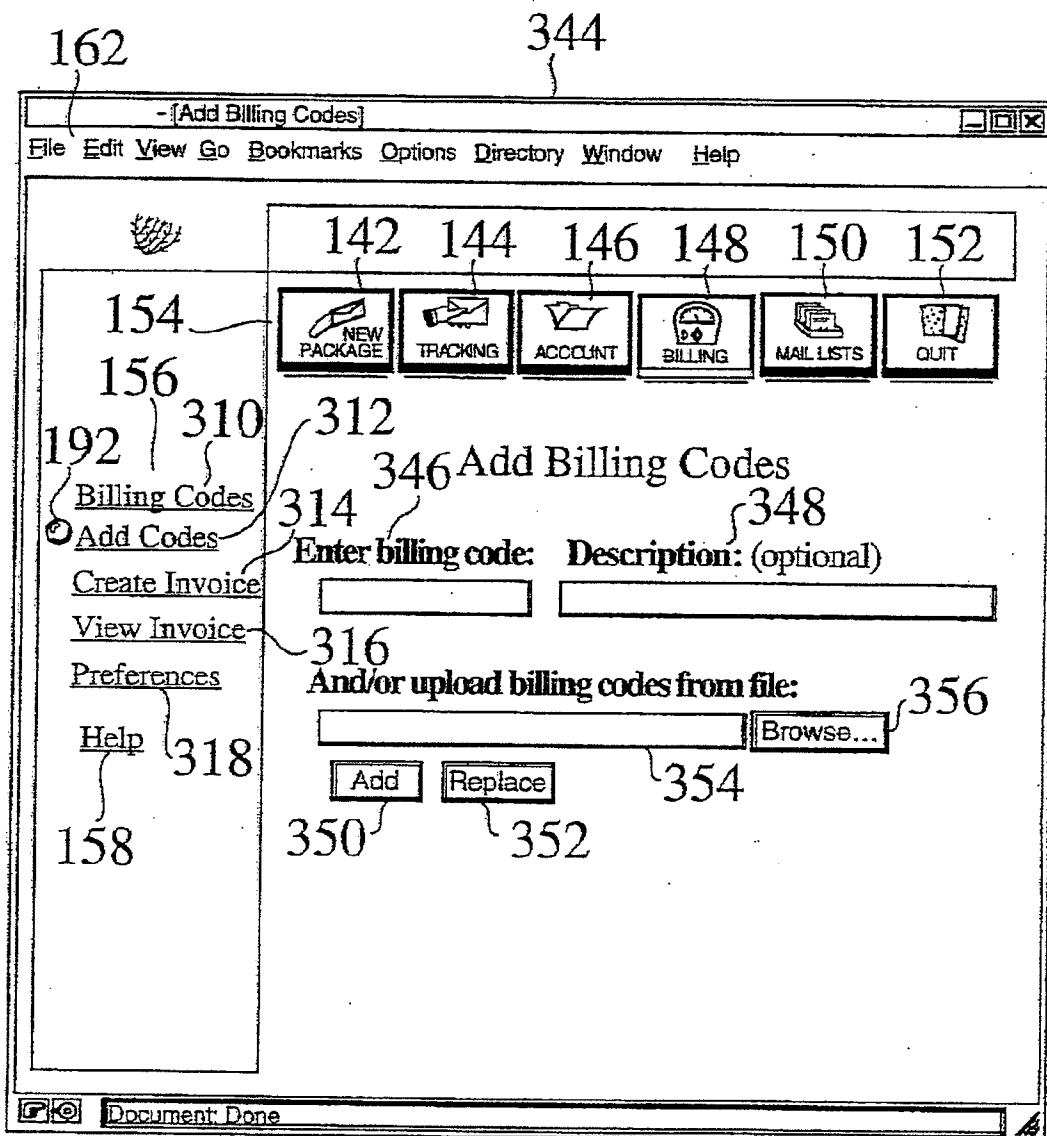 344
162
- [Add Billing Codes]
File Edit View Go Bookmarks Options Directory Window Help
142 144 146 148 150 152
154
NEW PACKAGE TRACKING ACCOUNT BILLING MAIL LISTS QUIT
156
310
312
192
346 Add Billing Codes
Billing Codes
314
348
Add Codes
Enter billing code: Description: (optional)
Create Invoice
View Invoice
316
Preferences
And/or upload billing codes from file:
356
Browse...
Help
318
Add Replace
354
158
350
352
Document: Done